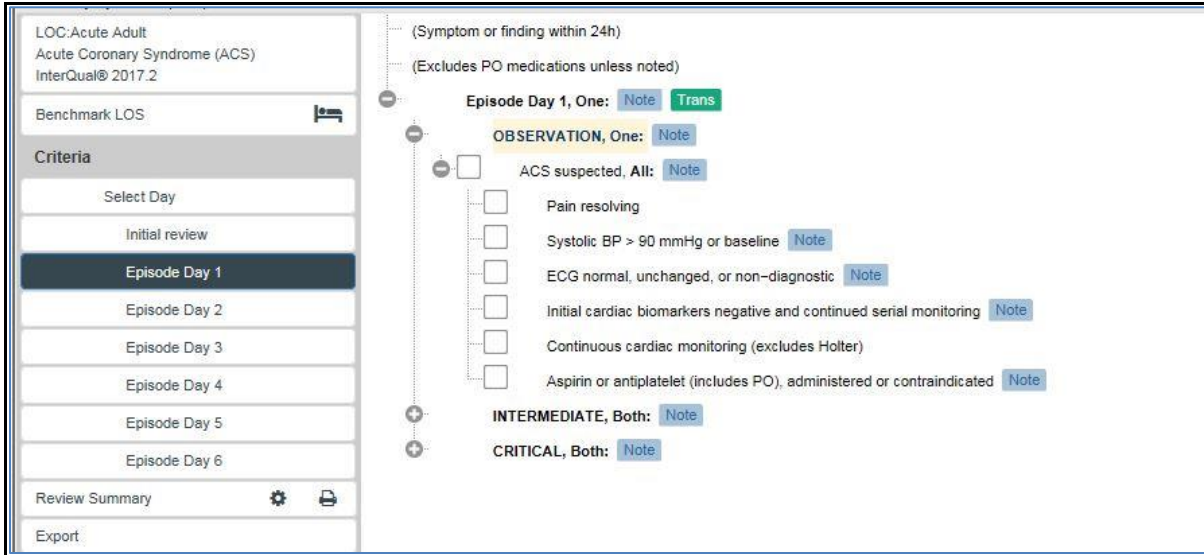 LOC:Acute Adult
Acute Coronary Syndrome (ACS)
InterQual® 2017.2
Benchmark LOS
Criteria
Select Day
Initial review
Episode Day 1
Episode Day 2
Episode Day 3
Episode Day 4
Episode Day 5
Episode Day 6
Review Summary
Export
(Symptom or finding within 24h)
(Excludes PO medications unless noted)
Episode Day 1, One: Note Trans
OBSERVATION, One: Note
ACS suspected, All: Note
Pain resolving
Systolic BP > 90 mmHg or baseline Note
ECG normal, unchanged, or non-diagnostic Note
Initial cardiac biomarkers negative and continued serial monitoring Note
Continuous cardiac monitoring (excludes Holter)
Aspirin or antiplatelet (includes PO), administered or contraindicated Note
INTERMEDIATE, Both: Note
CRITICAL, Both: Note